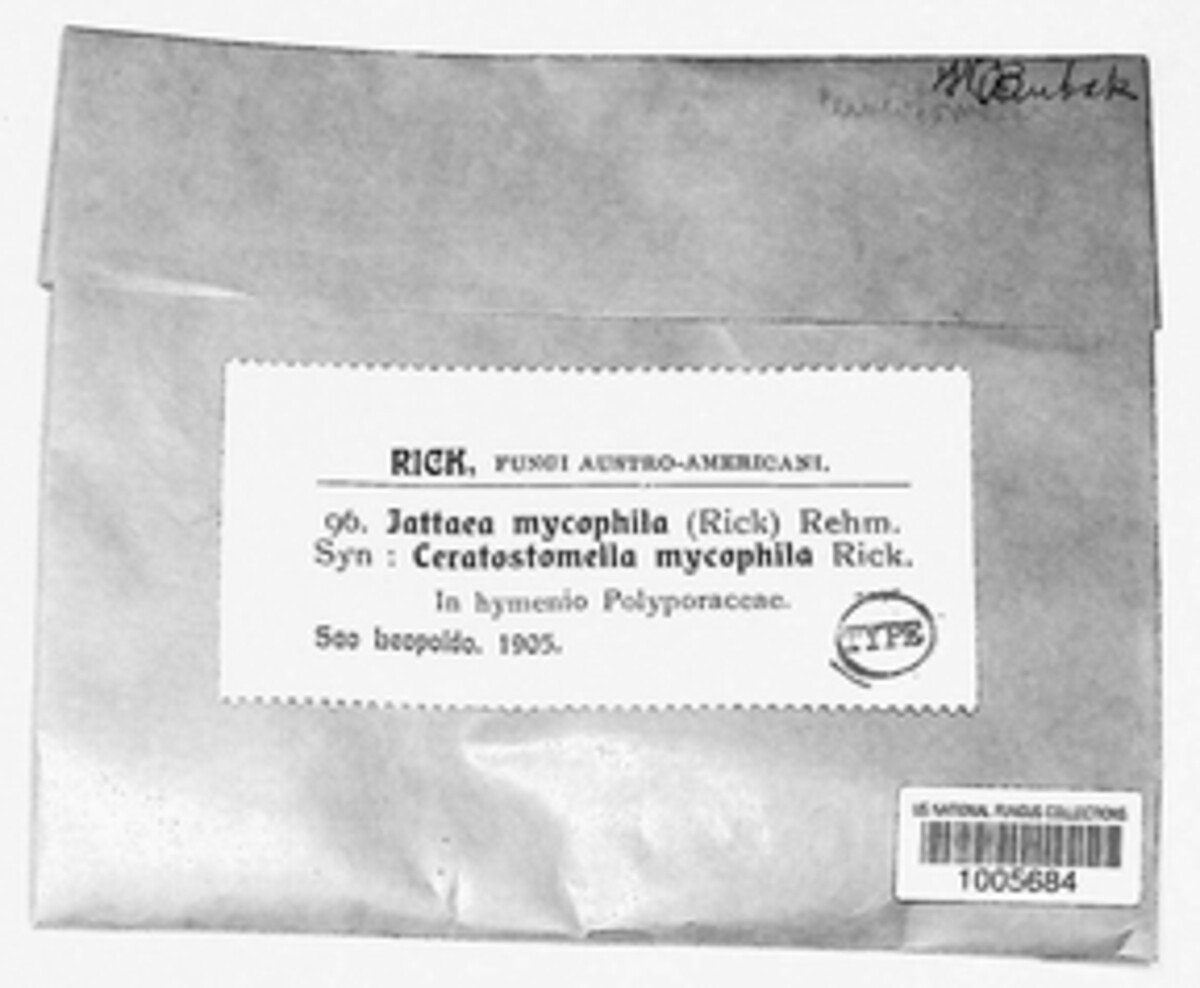 Bubak
RICK, FUNGI AUSTRO-AMERICANI.
96. Jattaea mycophila (Rick) Rehm.
Syn : Ceratostomella mycophila Rick.
In hymenio Polyporaceae.
Sao Leopoldo. 1905.
TYPE
US NATIONAL FUNGUS COLLECTIONS
1005684